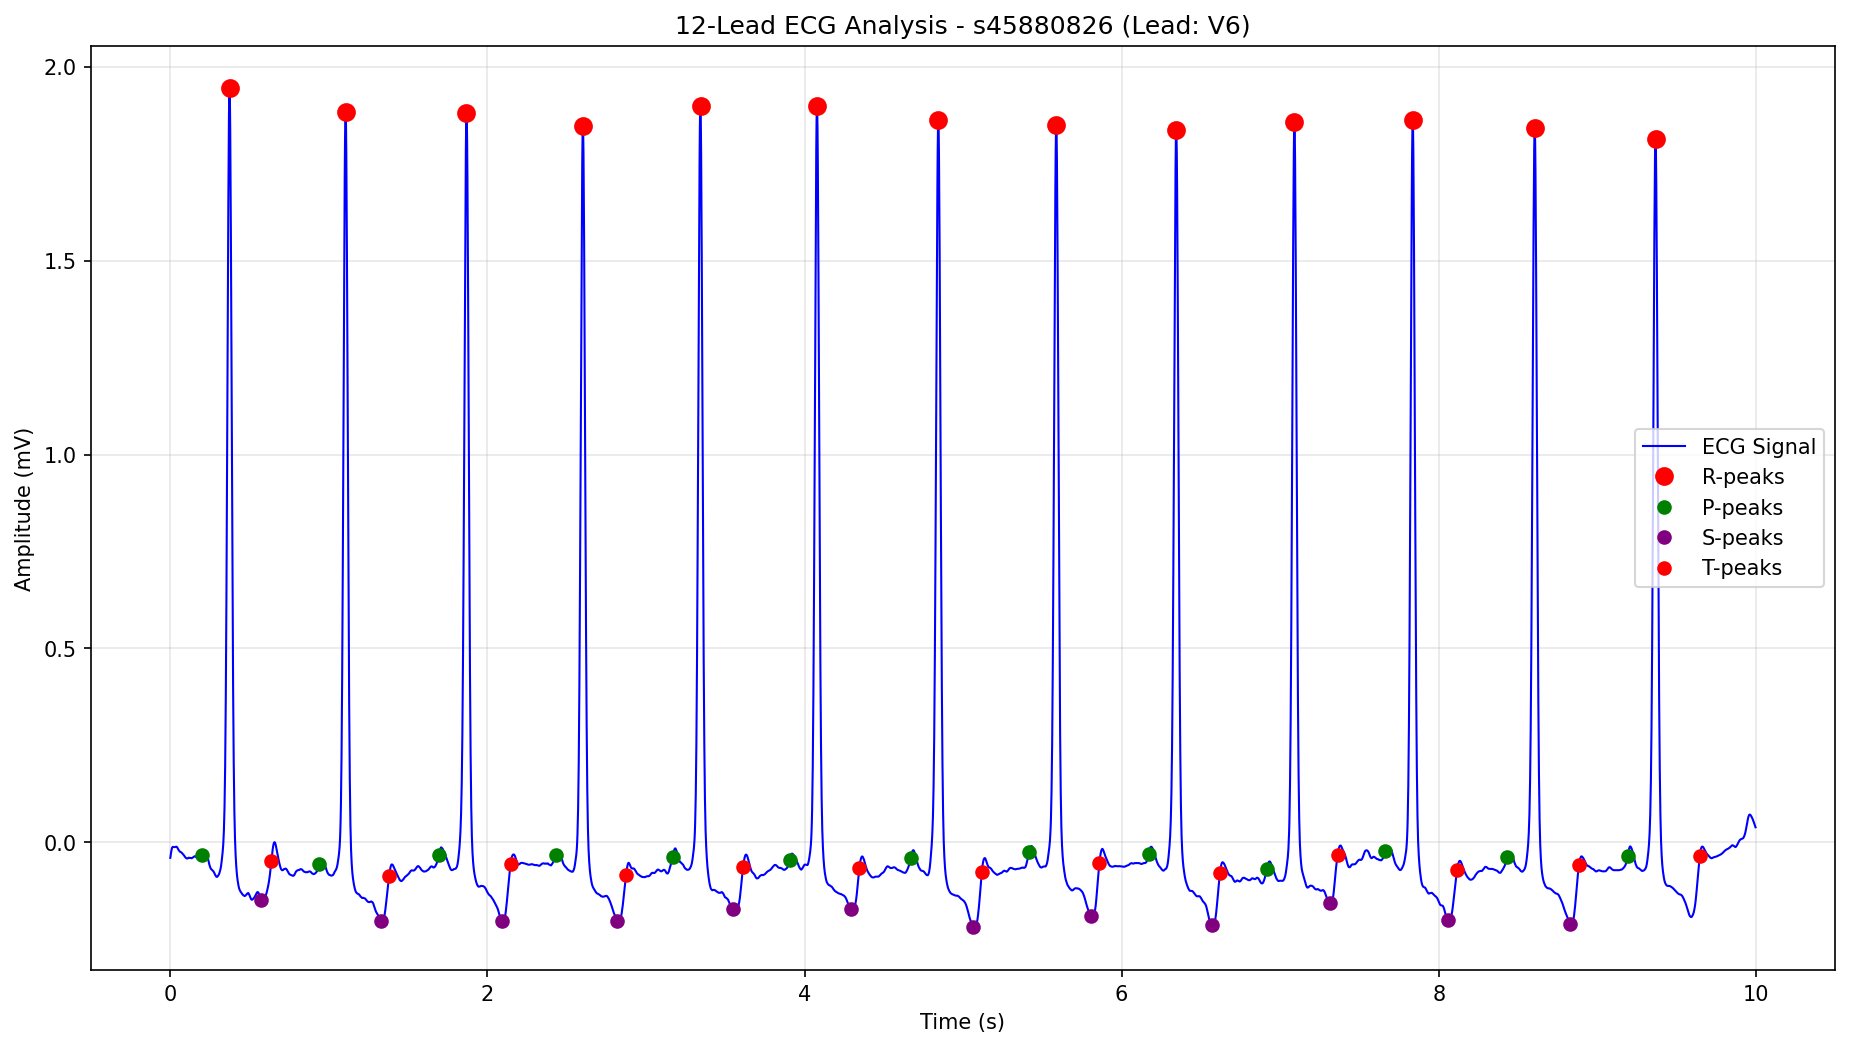 12-Lead ECG Analysis - s45880826 (Lead: V6)
Amplitude (mV)
2.0
1.5
1.0
0.5
0.0
ECG Signal
R-peaks
P-peaks
S-peaks
T-peaks
0 2 4 6 8 10
Time (s)